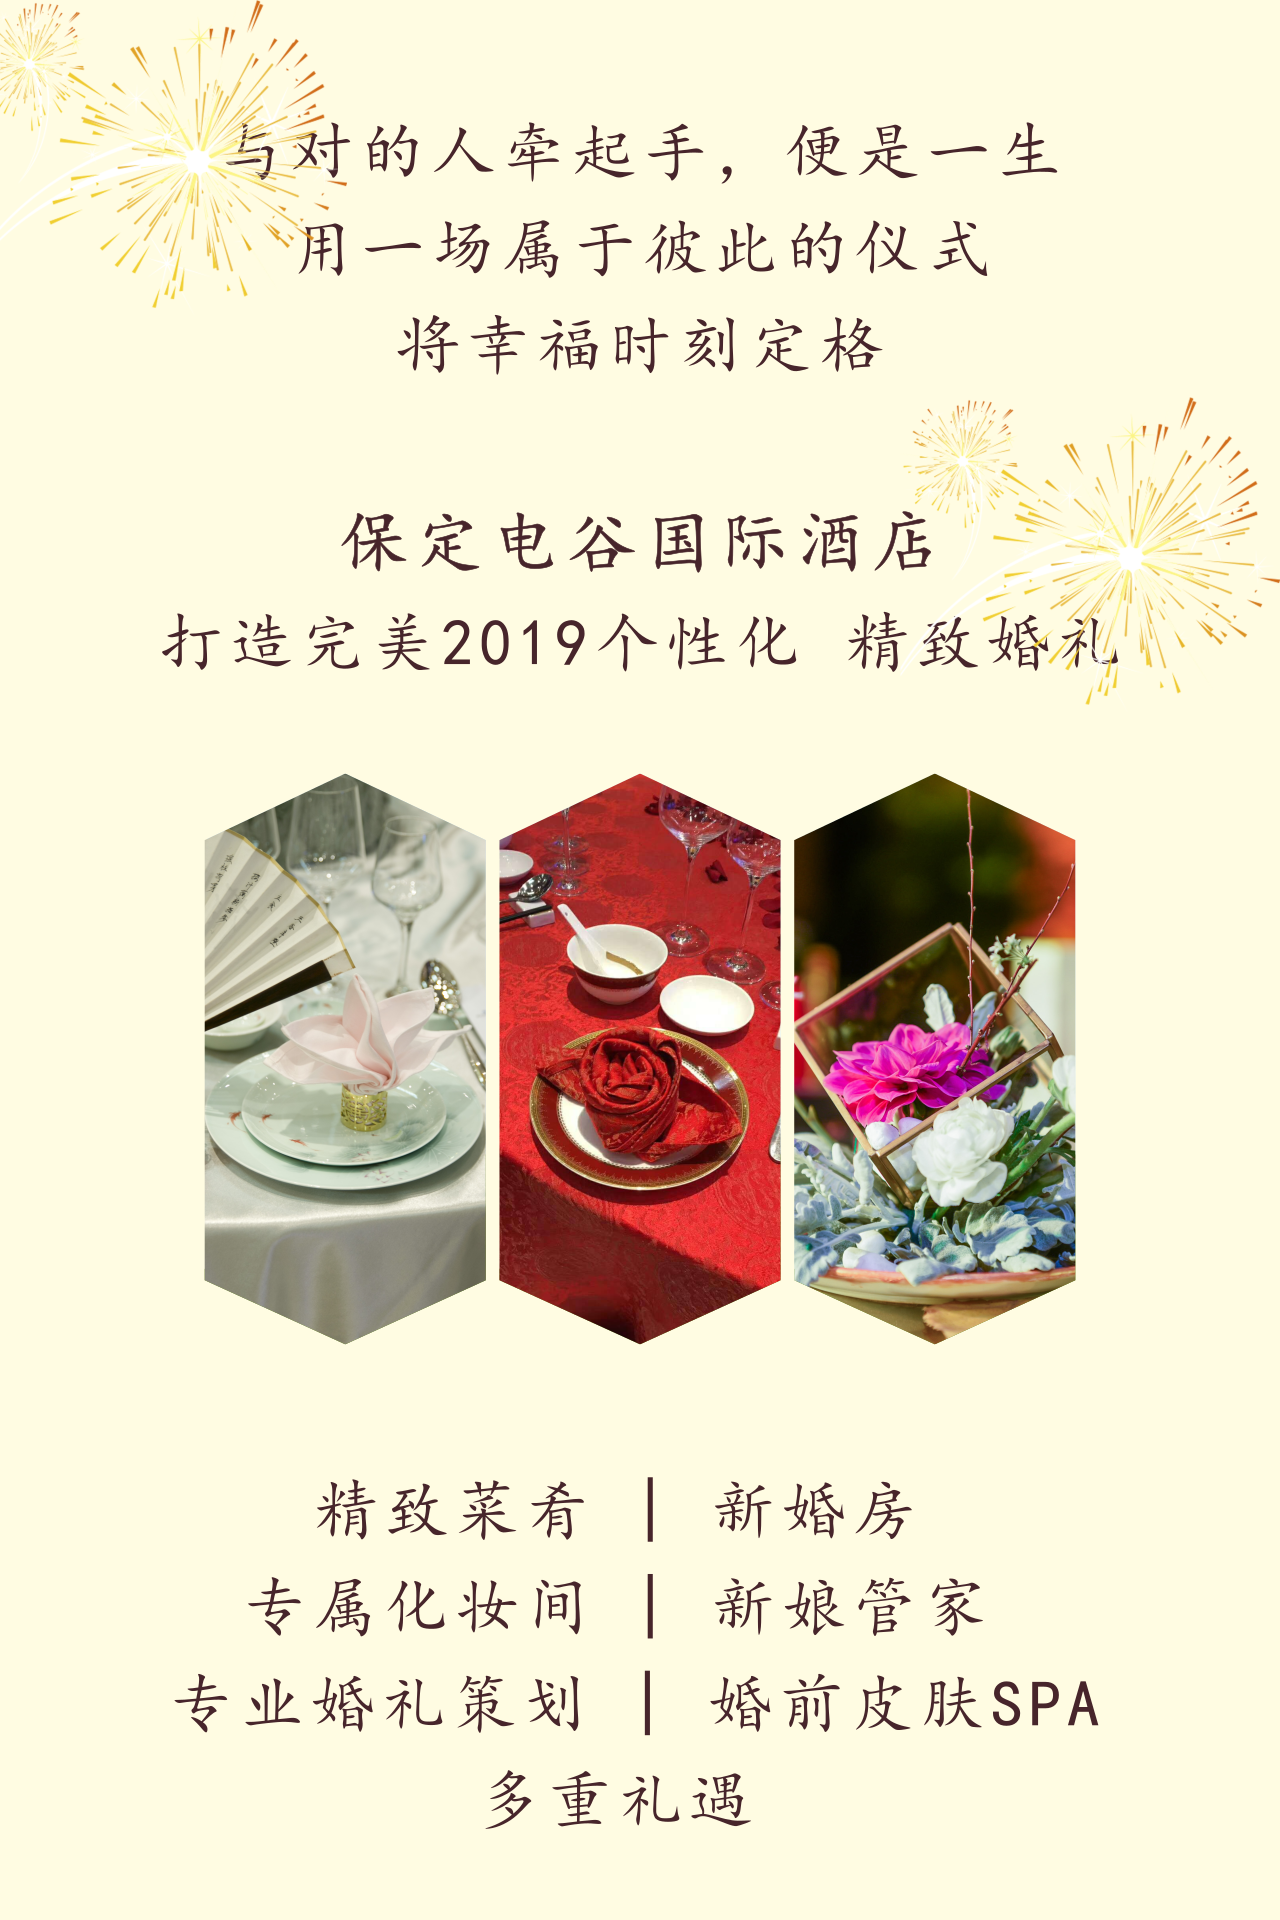 与对的人牵起手，便是一生
用一场属于彼此的仪式
将幸福时刻定格
保定电谷国际酒店
打造完美2019个性化 精致婚礼
精致菜肴 | 新婚房
专属化妆间 | 新娘管家
专业婚礼策划 | 婚前皮肤SPA
多重礼遇